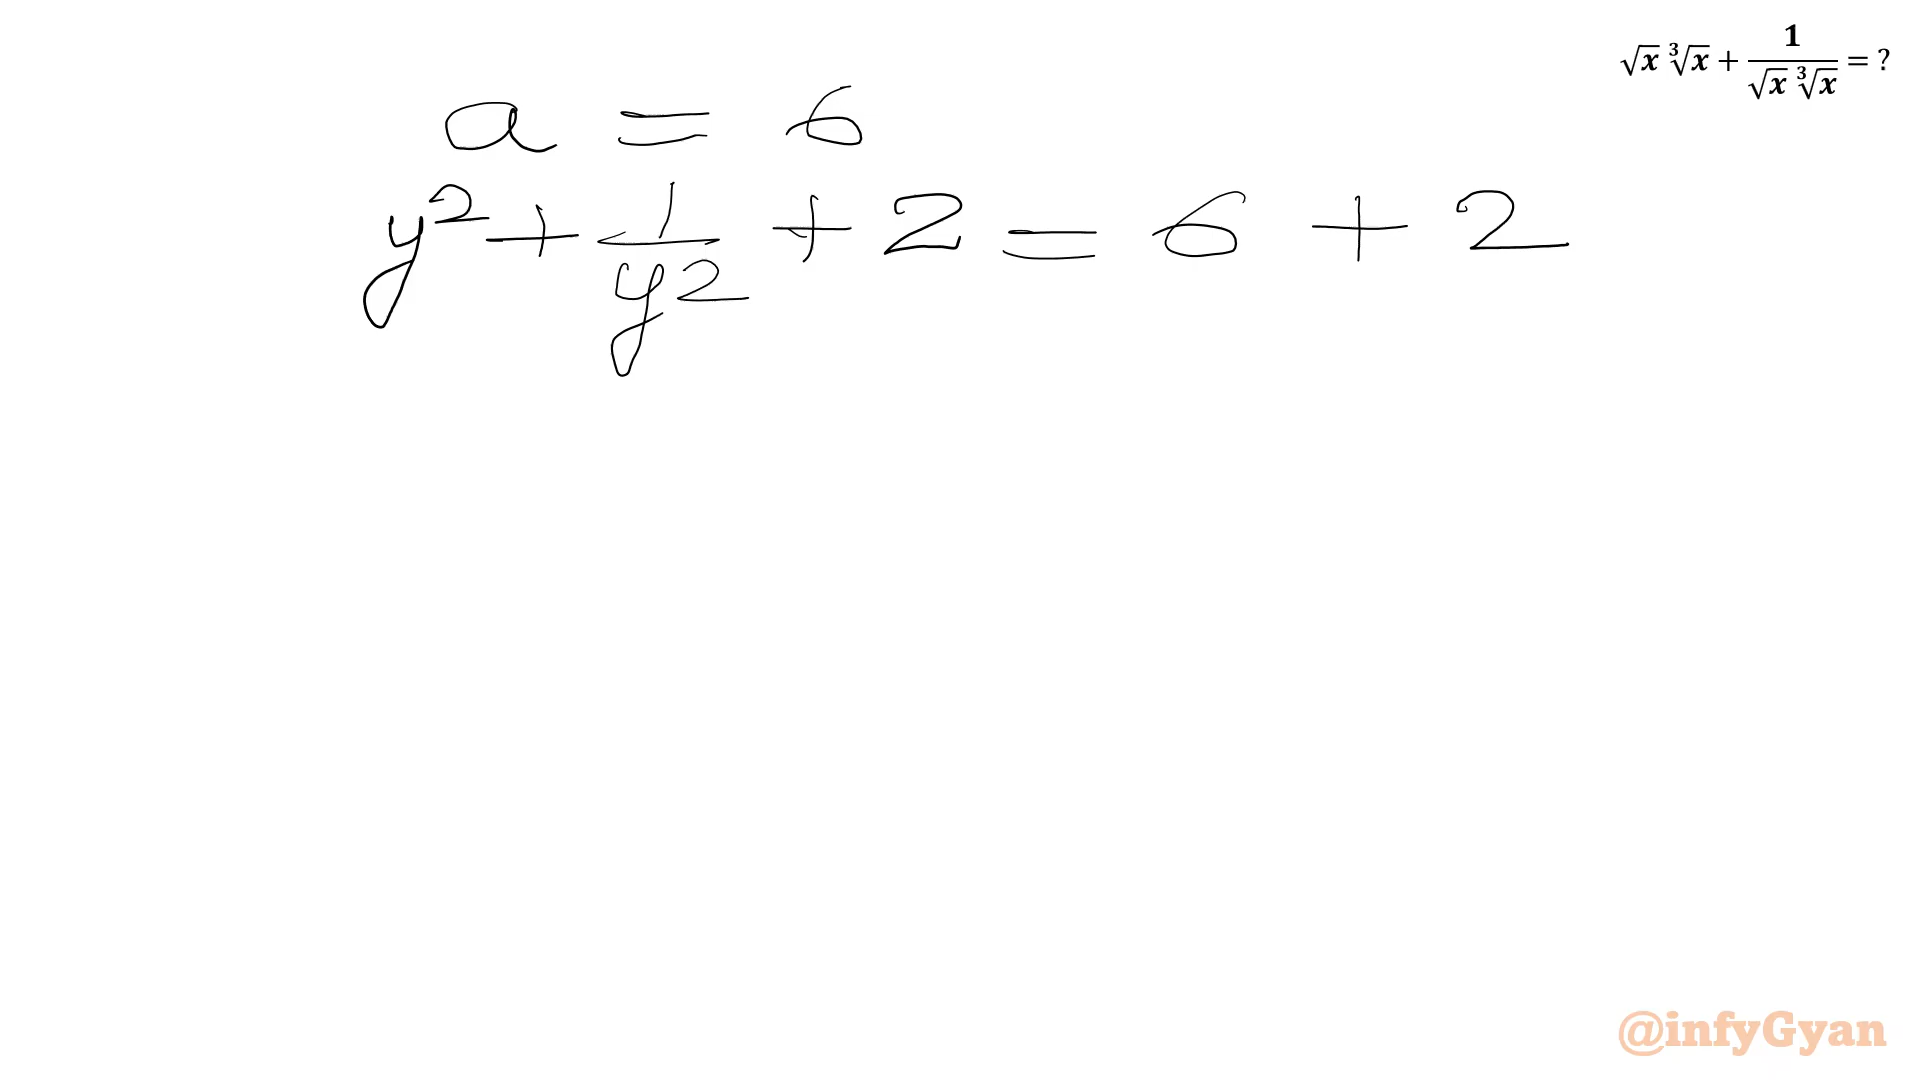 √x ∛x + 1/(√x ∛x) = ?
a = 6
y² + 1/y² + 2 = 6 + 2
@infyGyan